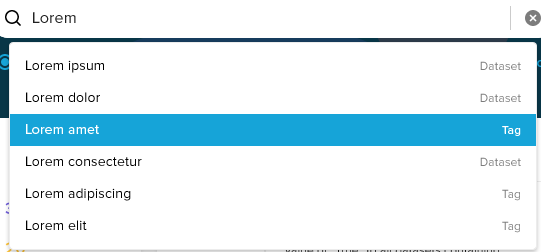 Lorem
Lorem ipsum Dataset
Lorem dolor Dataset
Lorem amet Tag
Lorem consectetur Dataset
Lorem adipiscing Tag
Lorem elit Tag